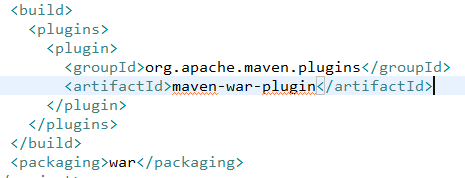 <build>
<plugins>
<plugin>
<groupId>org.apache.maven.plugins</groupId>
<artifactId>maven-war-plugin</artifactId>
</plugin>
</plugins>
</build>
<packaging>war</packaging>